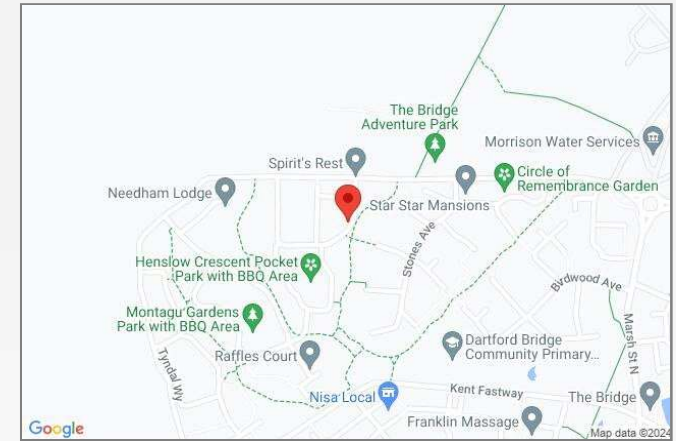 The Bridge
Adventure Park
Morrison Water Services
Spirit's Rest
Circle of
Remembrance Garden
Needham Lodge
Star Star Mansions
Stones Ave
Henslow Crescent Pocket
Park with BBQ Area
Bvdwood Ave
Montagu Gardens
Park with BBQ Area
Marsh St N
Dartford Bridge
Community Primary...
Raffles Court
Tyndal Wy
Kent Fastway
Nisa Local
The Bridge
Franklin Massage
Google
Map data ©2024